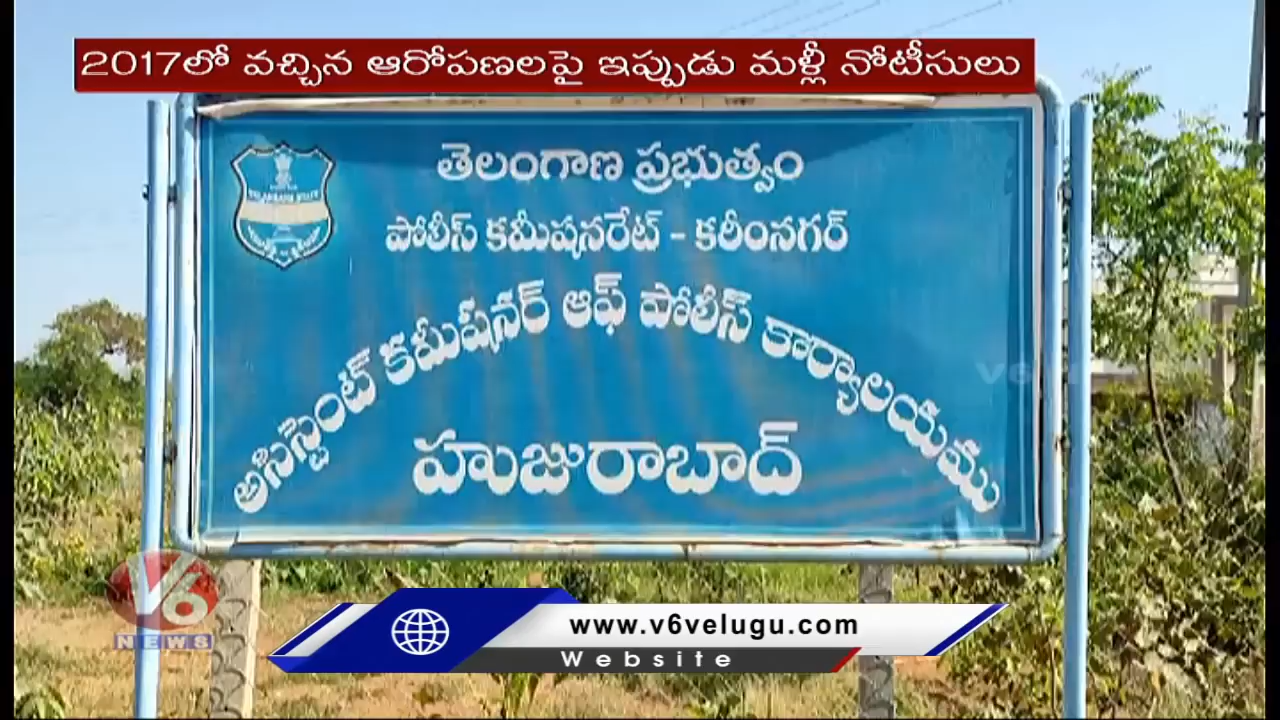 2017లో వచ్చిన ఆరోపణలపై ఇప్పుడు మళ్లీ నోటీసులు
తెలంగాణ ప్రభుత్వం
పోలీస్ కమీషనరేట్ - కరీంనగర్
అసిస్టెంట్ కమీషనర్ ఆఫ్ పోలీస్ కార్యాలయము
హుజురాబాద్
V6
NEWS
www.v6velugu.com
Website